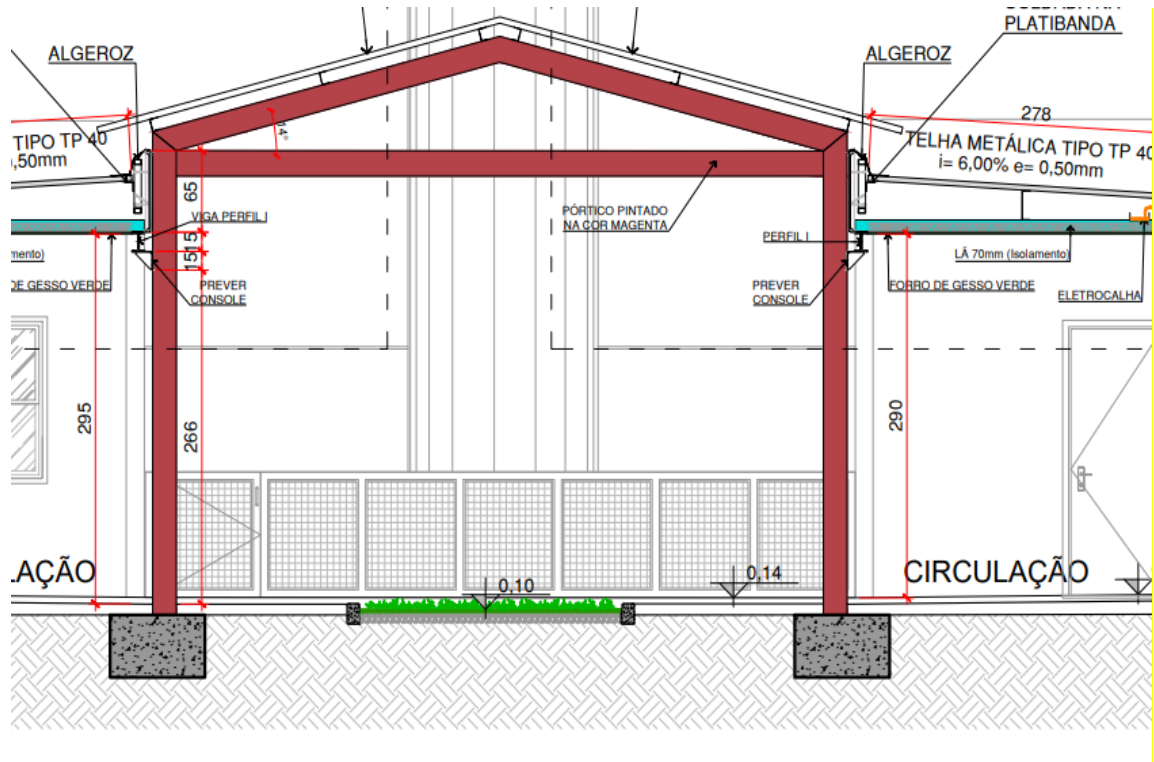 PLATIBANDA
ALGEROZ
ALGEROZ
278
TIPO TP 40
,50mm
14°
TELHA METÁLICA TIPO TP 40
i= 6,00% e= 0,50mm
65
VIGA PERFIL I
PÓRTICO PINTADO
NA COR MAGENTA
PERFIL I
15
15
LÃ 70mm (Isolamento)
mento)
DE GESSO VERDE
PREVER
CONSOLE
PREVER
CONSOLE
FORRO DE GESSO VERDE
ELETROCALHA
295
266
290
LAÇÃO
0,10
0,14
CIRCULAÇÃO